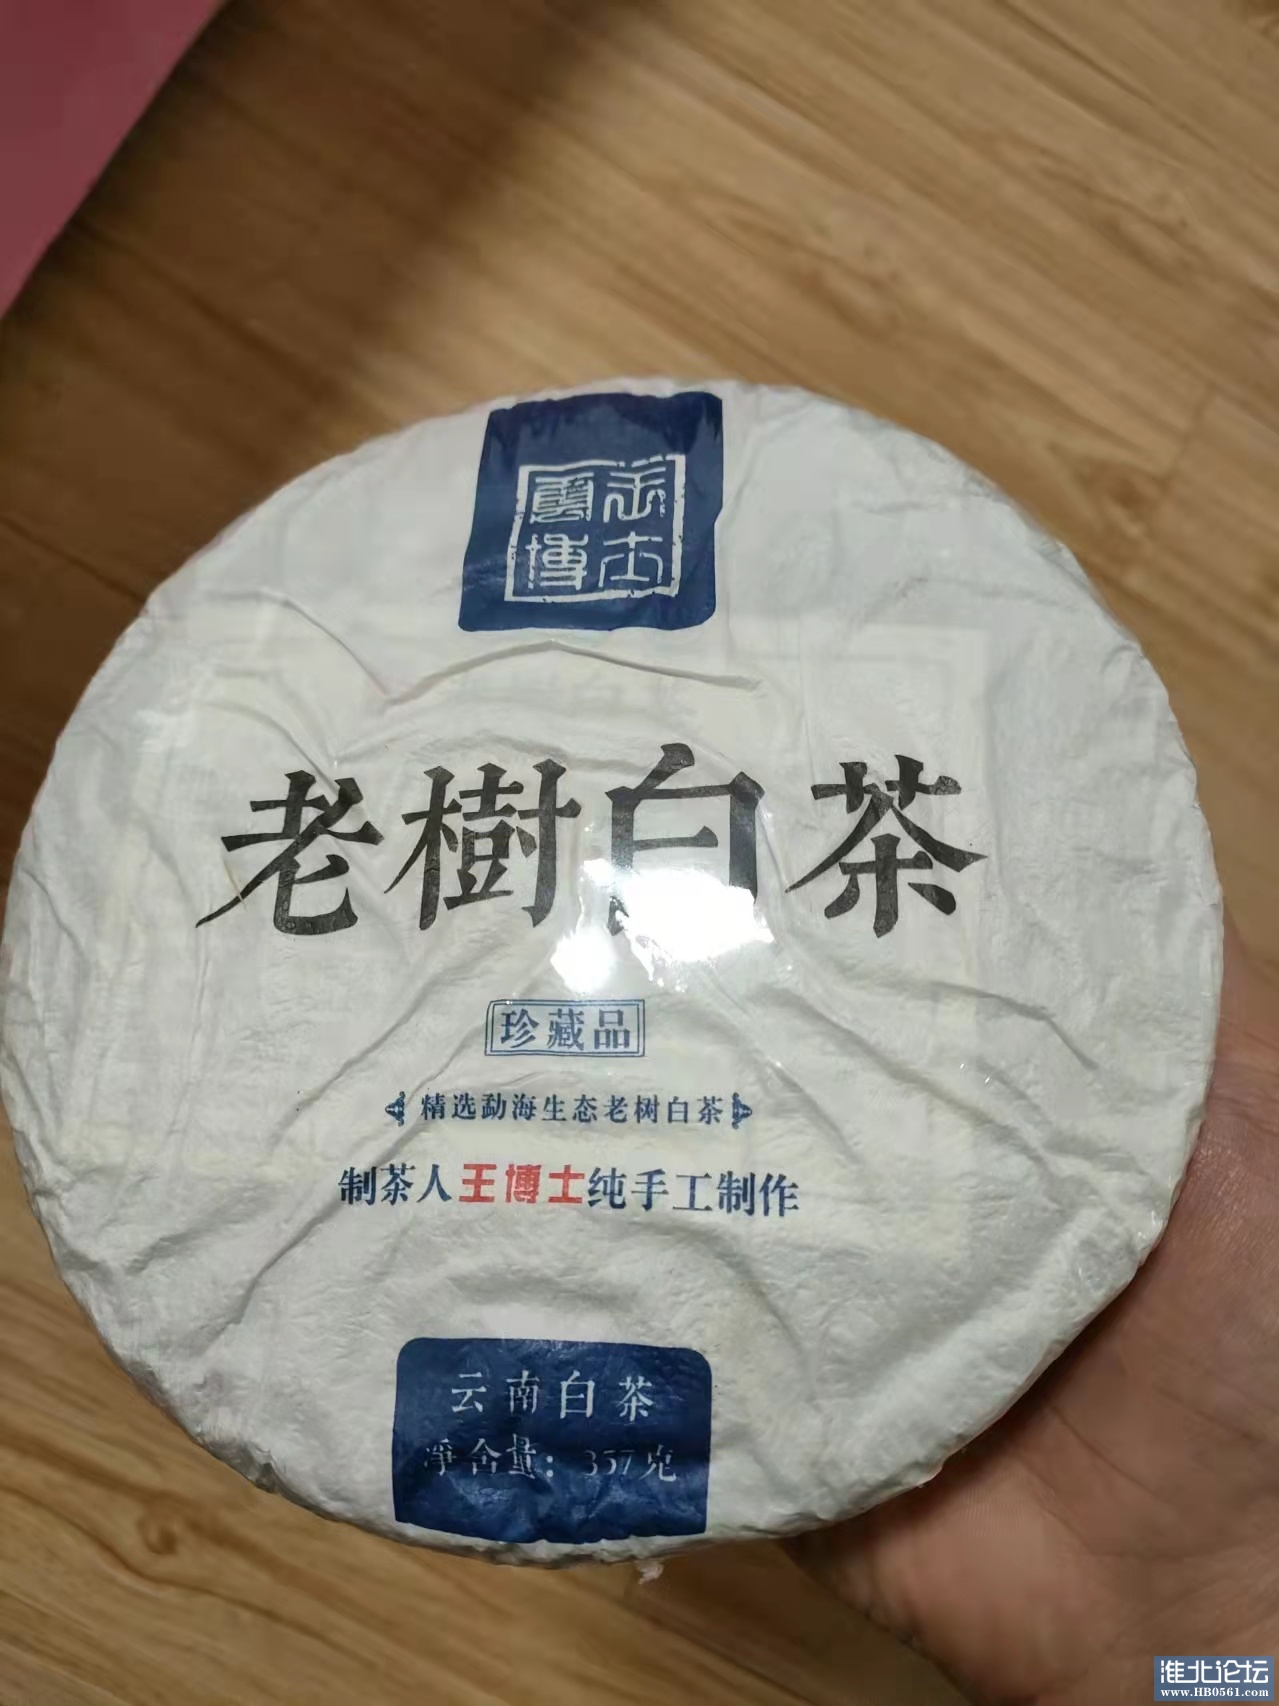 老樹白茶
珍藏品
精选勐海生态老树白茶
制茶人王博士纯手工制作
云南白茶
凈含量：357克
淮北论坛
www.HB0561.com